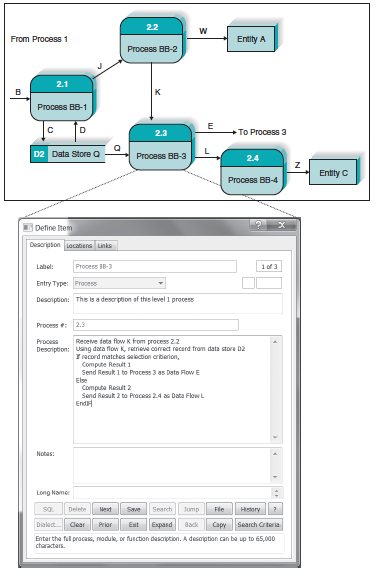 2.2
W
From Process 1
Process BB-2
Entity A
J
2.1
B
K
Process BB-1
2.3
E
To Process 3
C
D
Q
L
2.4
D2 Data Store Q
Process BB-3
Z
Process BB-4
Entity C
Define Item
? X
Description Locations Links
Label: Process BB-3 1 of 3
Entry Type: Process
Description: This is a description of this level 1 process
Process #: 2.3
Process Receive data flow K from process 2.2
Description: Using data flow K, retrieve correct record from data store D2
If record matches selection criterion,
Compute Result 1
Send Result 1 to Process 3 as Data Flow E
Else
Compute Result 2
Send Result 2 to Process 2.4 as Data Flow L
EndIF
Notes:
Long Name:
SQL Delete Next Save Search Jump File History ?
Dialect... Clear Prior Exit Expand Back Copy Search Criteria
Enter the full process, module, or function description. A description can be up to 65,000
characters.